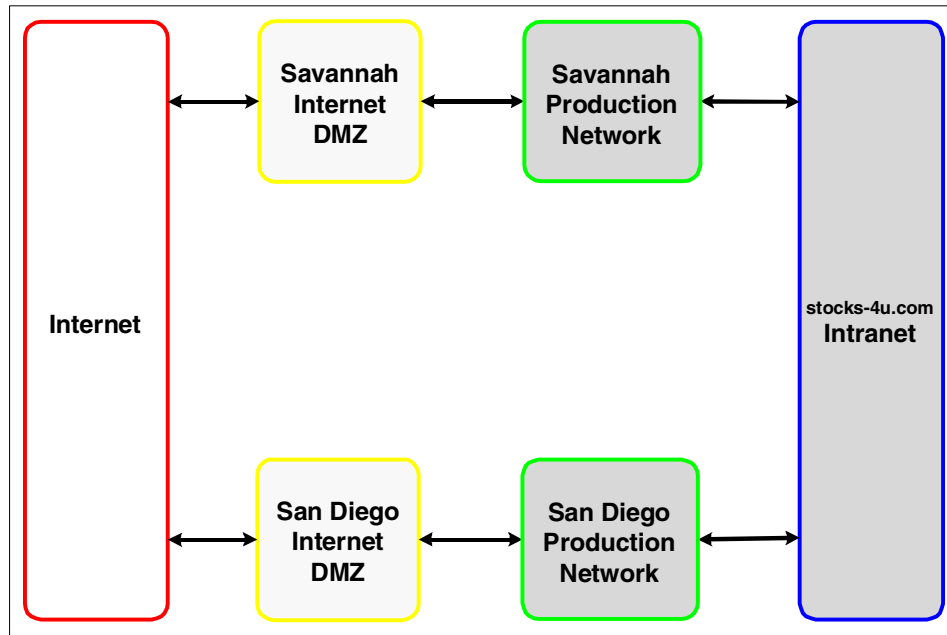 Savannah
Internet
DMZ
Savannah
Production
Network
Internet
stocks-4u.com
Intranet
San Diego
Internet
DMZ
San Diego
Production
Network